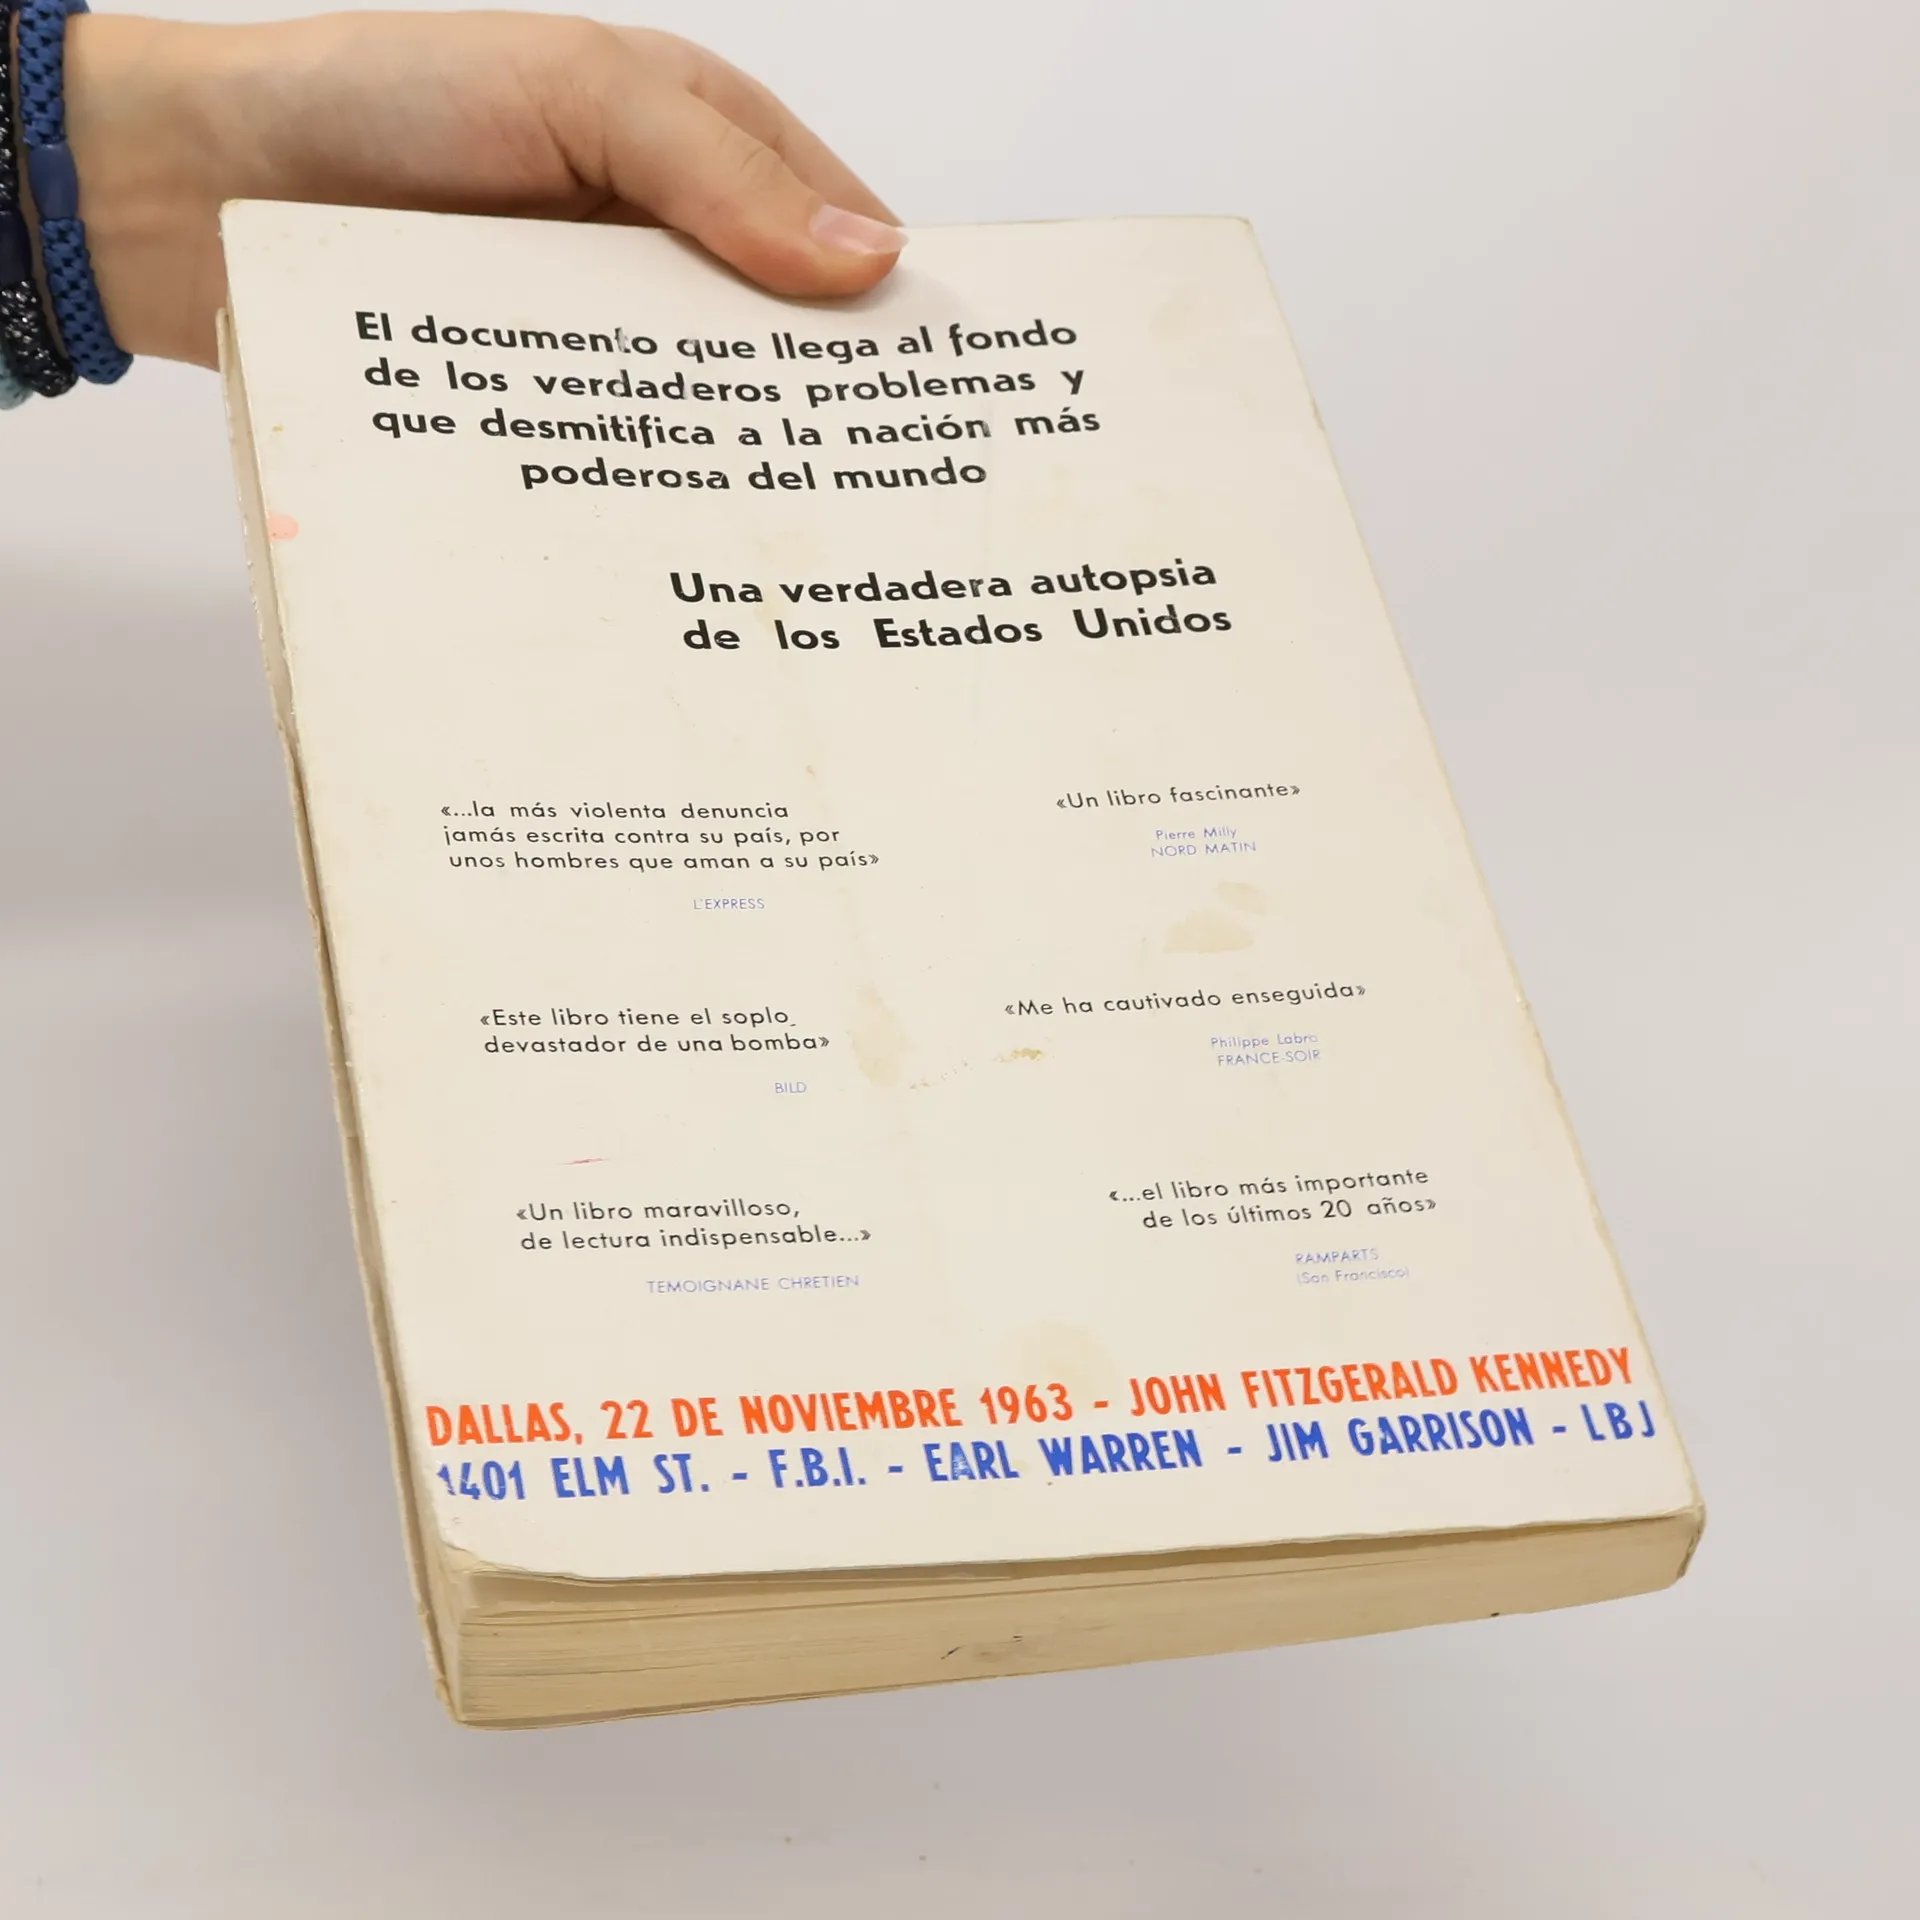 El documento que llega al fondo
de los verdaderos problemas y
que desmitifica a la nación más
poderosa del mundo
Una verdadera autopsia
de los Estados Unidos
«...la más violenta denuncia
jamás escrita contra su país, por
unos hombres que aman a su país»
L'EXPRESS
«Un libro fascinante»
Pierre Milly
NORD MATIN
«Este libro tiene el soplo
devastador de una bomba»
BILD
«Me ha cautivado enseguida»
Philippe Labro
FRANCE-SOIR
«Un libro maravilloso,
de lectura indispensable...»
TEMOIGNANE CHRETIEN
«...el libro más importante
de los últimos 20 años»
RAMPARTS
(San Francisco)
DALLAS, 22 DE NOVIEMBRE 1963 - JOHN FITZGERALD KENNEDY
1401 ELM ST. - F.B.I. - EARL WARREN - JIM GARRISON - LBJ